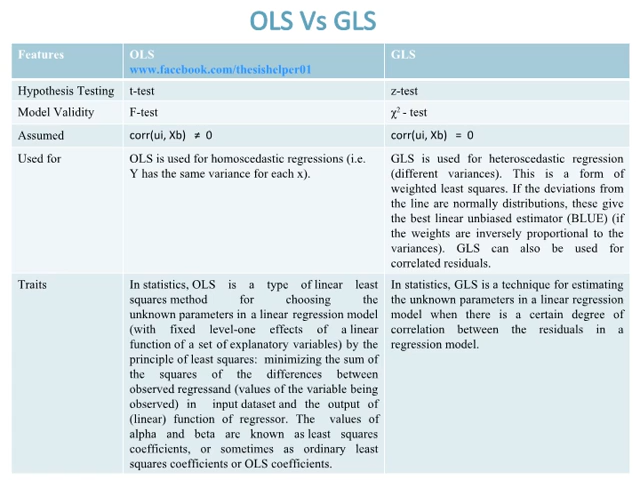 OLS Vs GLS
Features
OLS
www.facebook.com/thesishelper01
GLS
Hypothesis Testing
t-test
z-test
Model Validity
F-test
χ² - test
Assumed
corr(ui, Xb) ≠ 0
corr(ui, Xb) = 0
Used for
OLS is used for homoscedastic regressions (i.e.
Y has the same variance for each x).
GLS is used for heteroscedastic regression
(different variances). This is a form of
weighted least squares. If the deviations from
the line are normally distributions, these give
the best linear unbiased estimator (BLUE) (if
the weights are inversely proportional to the
variances). GLS can also be used for
correlated residuals.
Traits
In statistics, OLS is a type of linear least
squares method for choosing the
unknown parameters in a linear regression model
(with fixed level-one effects of a linear
function of a set of explanatory variables) by the
principle of least squares: minimizing the sum of
the squares of the differences between
observed regressand (values of the variable being
observed) in input dataset and the output of
(linear) function of regressor. The values of
alpha and beta are known as least squares
coefficients, or sometimes as ordinary least
squares coefficients or OLS coefficients.
In statistics, GLS is a technique for estimating
the unknown parameters in a linear regression
model when there is a certain degree of
correlation between the residuals in a
regression model.